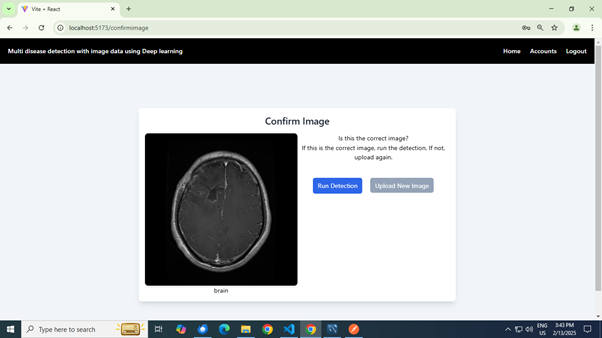 Vite + React
localhost:5173/confirmimage
Multi disease detection with image data using Deep learning
Home
Accounts
Logout
Confirm Image
Is this the correct image?
If this is the correct image, run the detection. If not,
upload again.
Run Detection
Upload New Image
brain
Type here to search
ENG
US
3:43 PM
2/13/2025